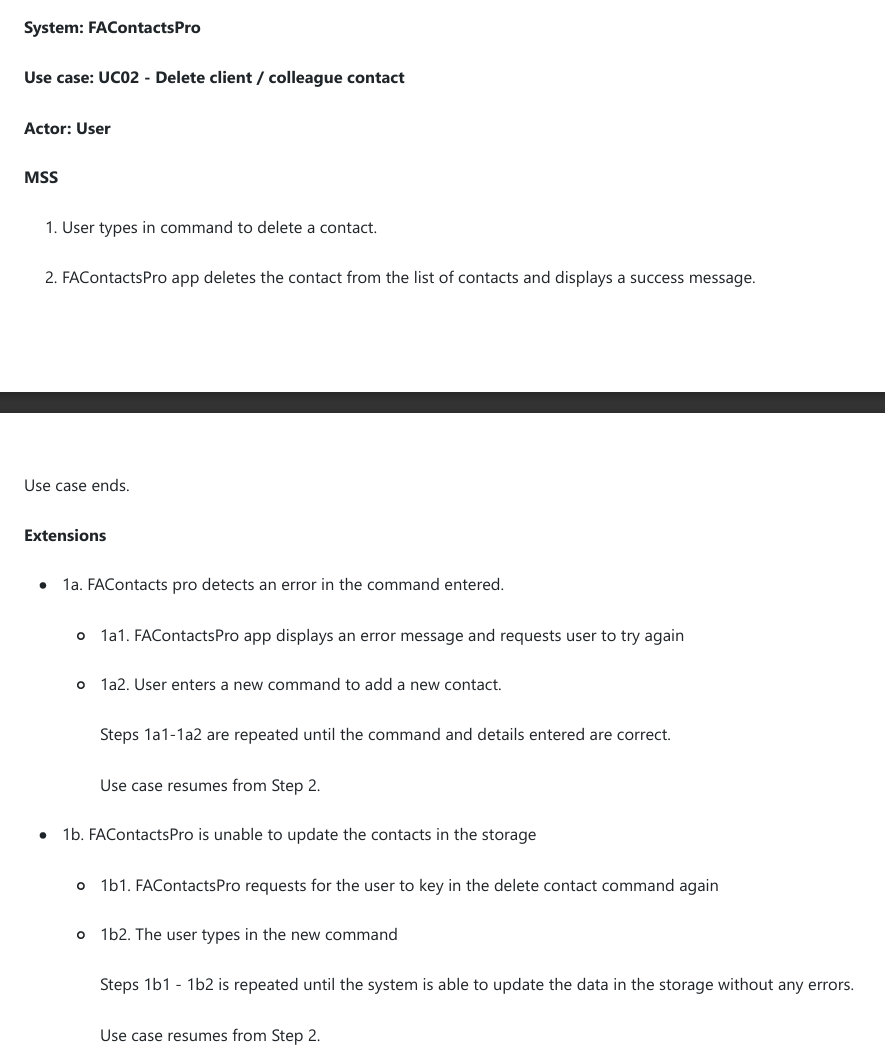 System: FAContactsPro
Use case: UC02 - Delete client / colleague contact
Actor: User
MSS
1. User types in command to delete a contact.
2. FAContactsPro app deletes the contact from the list of contacts and displays a success message.
Use case ends.
Extensions
1a. FAContacts pro detects an error in the command entered.
1a1. FAContactsPro app displays an error message and requests user to try again
1a2. User enters a new command to add a new contact.
Steps 1a1-1a2 are repeated until the command and details entered are correct.
Use case resumes from Step 2.
1b. FAContactsPro is unable to update the contacts in the storage
1b1. FAContactsPro requests for the user to key in the delete contact command again
1b2. The user types in the new command
Steps 1b1 - 1b2 is repeated until the system is able to update the data in the storage without any errors.
Use case resumes from Step 2.